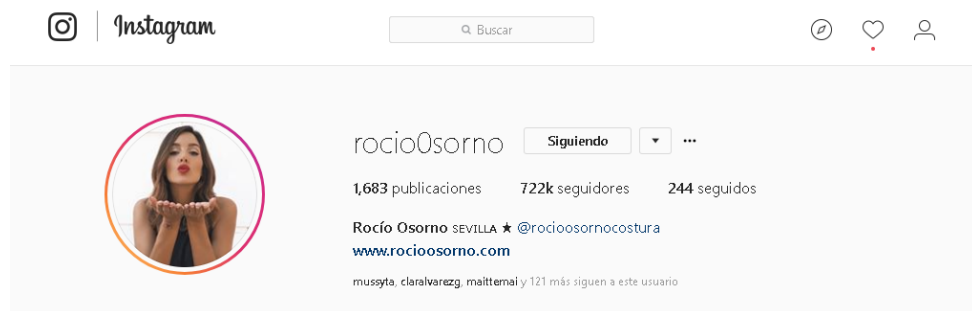 Instagram
Buscar
rocio0sorno Siguiendo
1,683 publicaciones 722k seguidores 244 seguidos
Rocío Osorno SEVILLA ★ @rocioosornocostura
www.rocioosorno.com
mussyta, claralvarezg, maitternai y 121 más siguen a este usuario